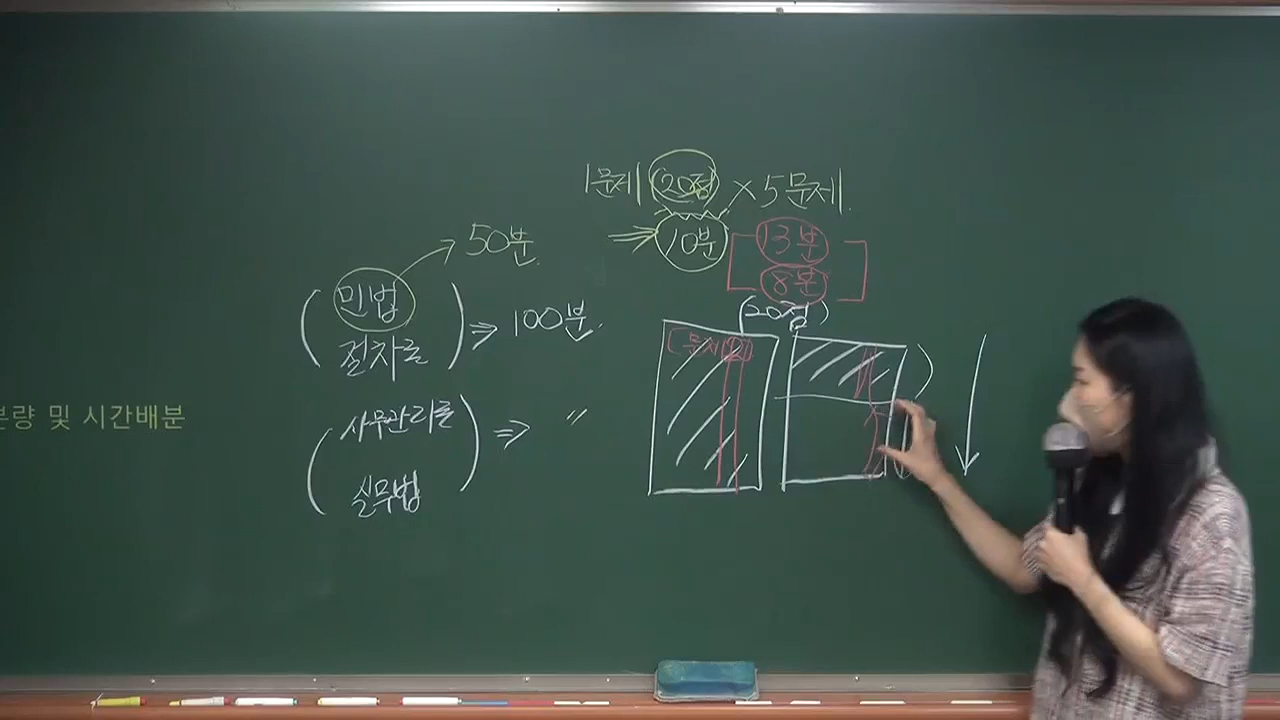 1문제 20점 × 5문제.
⇒ 10분
13분
8분
민법 → 50분.
절차론
⇒ 100분.
사무관리론
실무법
⇒ 〃
(20점)
분량 및 시간배분